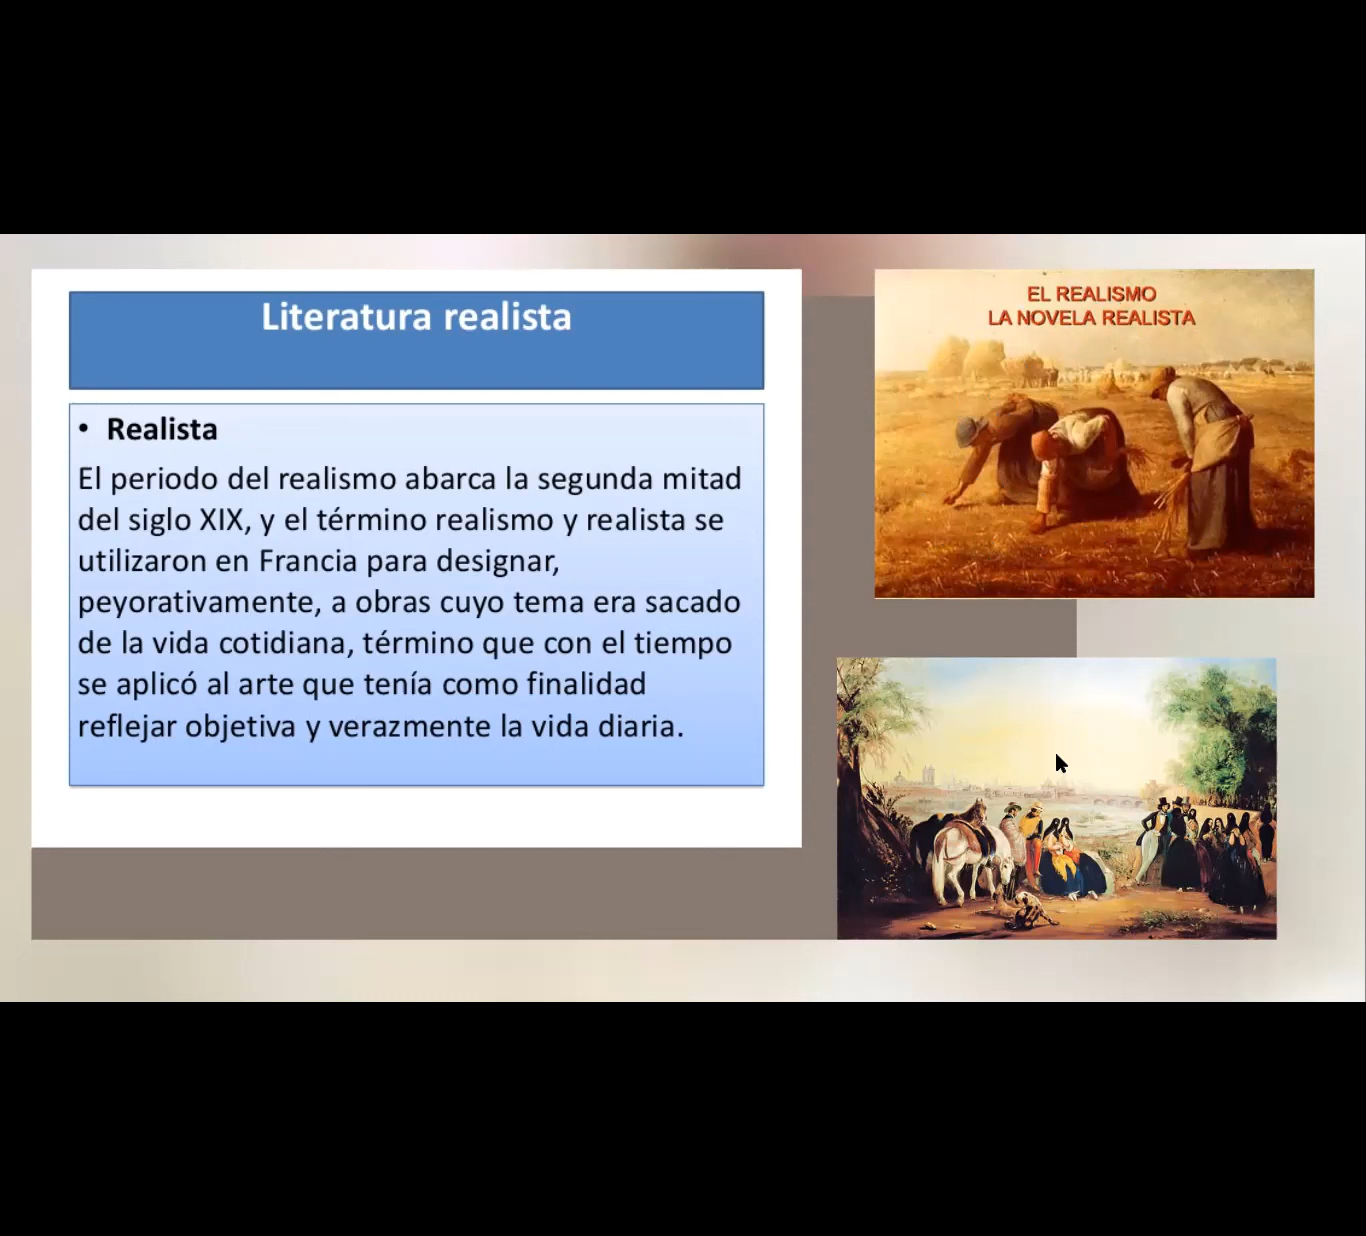 Literatura realista
• Realista
El periodo del realismo abarca la segunda mitad
del siglo XIX, y el término realismo y realista se
utilizaron en Francia para designar,
peyorativamente, a obras cuyo tema era sacado
de la vida cotidiana, término que con el tiempo
se aplicó al arte que tenía como finalidad
reflejar objetiva y verazmente la vida diaria.
EL REALISMO
LA NOVELA REALISTA